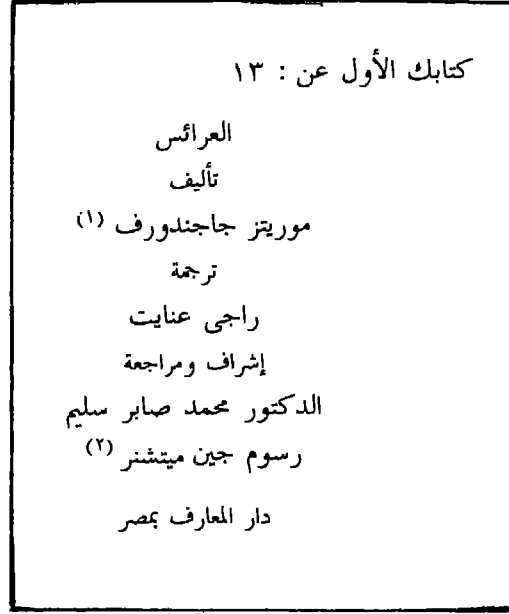 كتابك الأول عن : ١٣
العرائس
تأليف
موريتز جاجندورف (١)
ترجمة
راجى عنايت
إشراف ومراجعة
الدكتور محمد صابر سليم
رسوم جين ميتشنر (٢)
دار المعارف بمصر